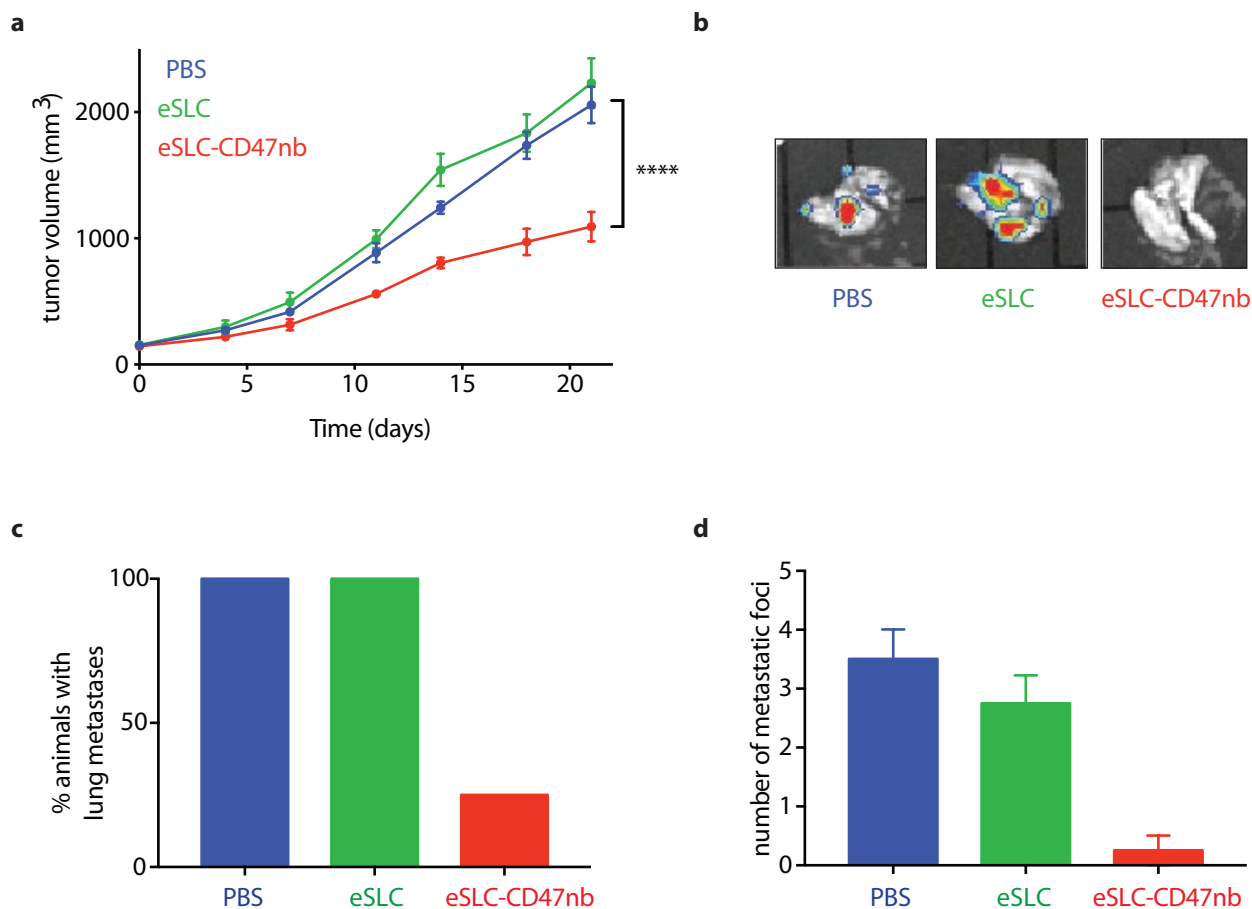 a
PBS
eSLC
eSLC-CD47nb
tumor volume (mm3)
2000
1000
0
0 5 10 15 20
Time (days)
****
b
PBS eSLC eSLC-CD47nb
c
% animals with
lung metastases
100
50
0
PBS eSLC eSLC-CD47nb
d
number of metastatic foci
5
4
3
2
1
0
PBS eSLC eSLC-CD47nb